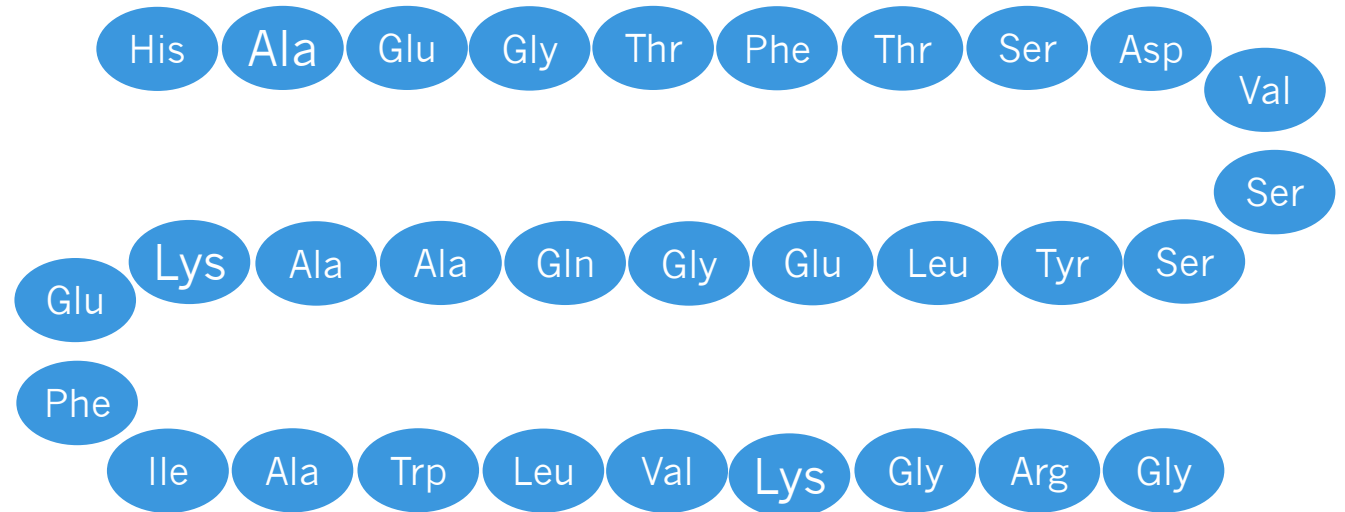 His Ala Glu Gly Thr Phe Thr Ser Asp
Val
Ser
Lys Ala Ala Gln Gly Glu Leu Tyr Ser
Glu
Phe
Ile Ala Trp Leu Val Lys Gly Arg Gly